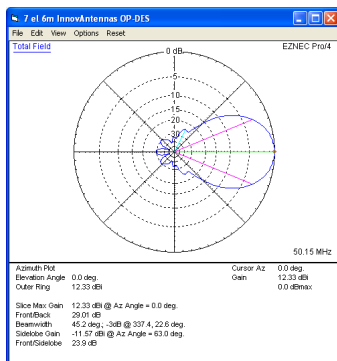 7 el 6m InnovAntennas OP-DES
File Edit View Options Reset
Total Field
EZNEC Pro/4
0 dB
-5
-10
-15
-20
-30
50.15 MHz
Azimuth Plot
Elevation Angle 0.0 deg.
Outer Ring 12.33 dBi
Cursor Az 0.0 deg.
Gain 12.33 dBi
0.0 dBmax
Slice Max Gain 12.33 dBi @ Az Angle = 0.0 deg.
Front/Back 29.01 dB
Beamwidth 45.2 deg.; -3dB @ 337.4, 22.6 deg.
Sidelobe Gain -11.57 dBi @ Az Angle = 63.0 deg.
Front/Sidelobe 23.9 dB